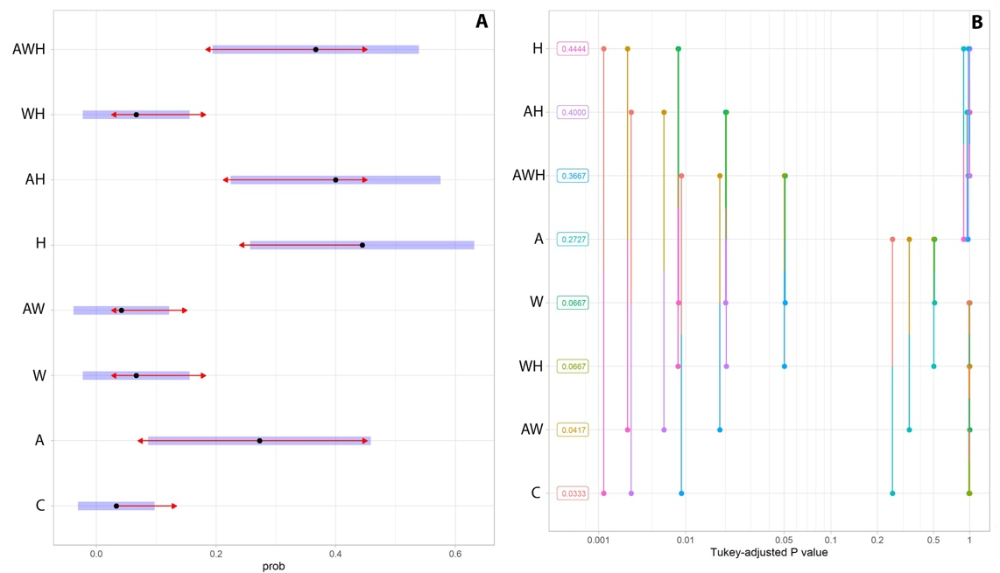 A
AWH
WH
AH
H
AW
W
A
C
0.0
0.2
0.4
0.6
prob
B
H 0.4444
AH 0.4000
AWH 0.3667
A 0.2727
W 0.0667
WH 0.0667
AW 0.0417
C 0.0333
0.001
0.01
0.05
0.1
0.2
0.5
1
Tukey-adjusted P value